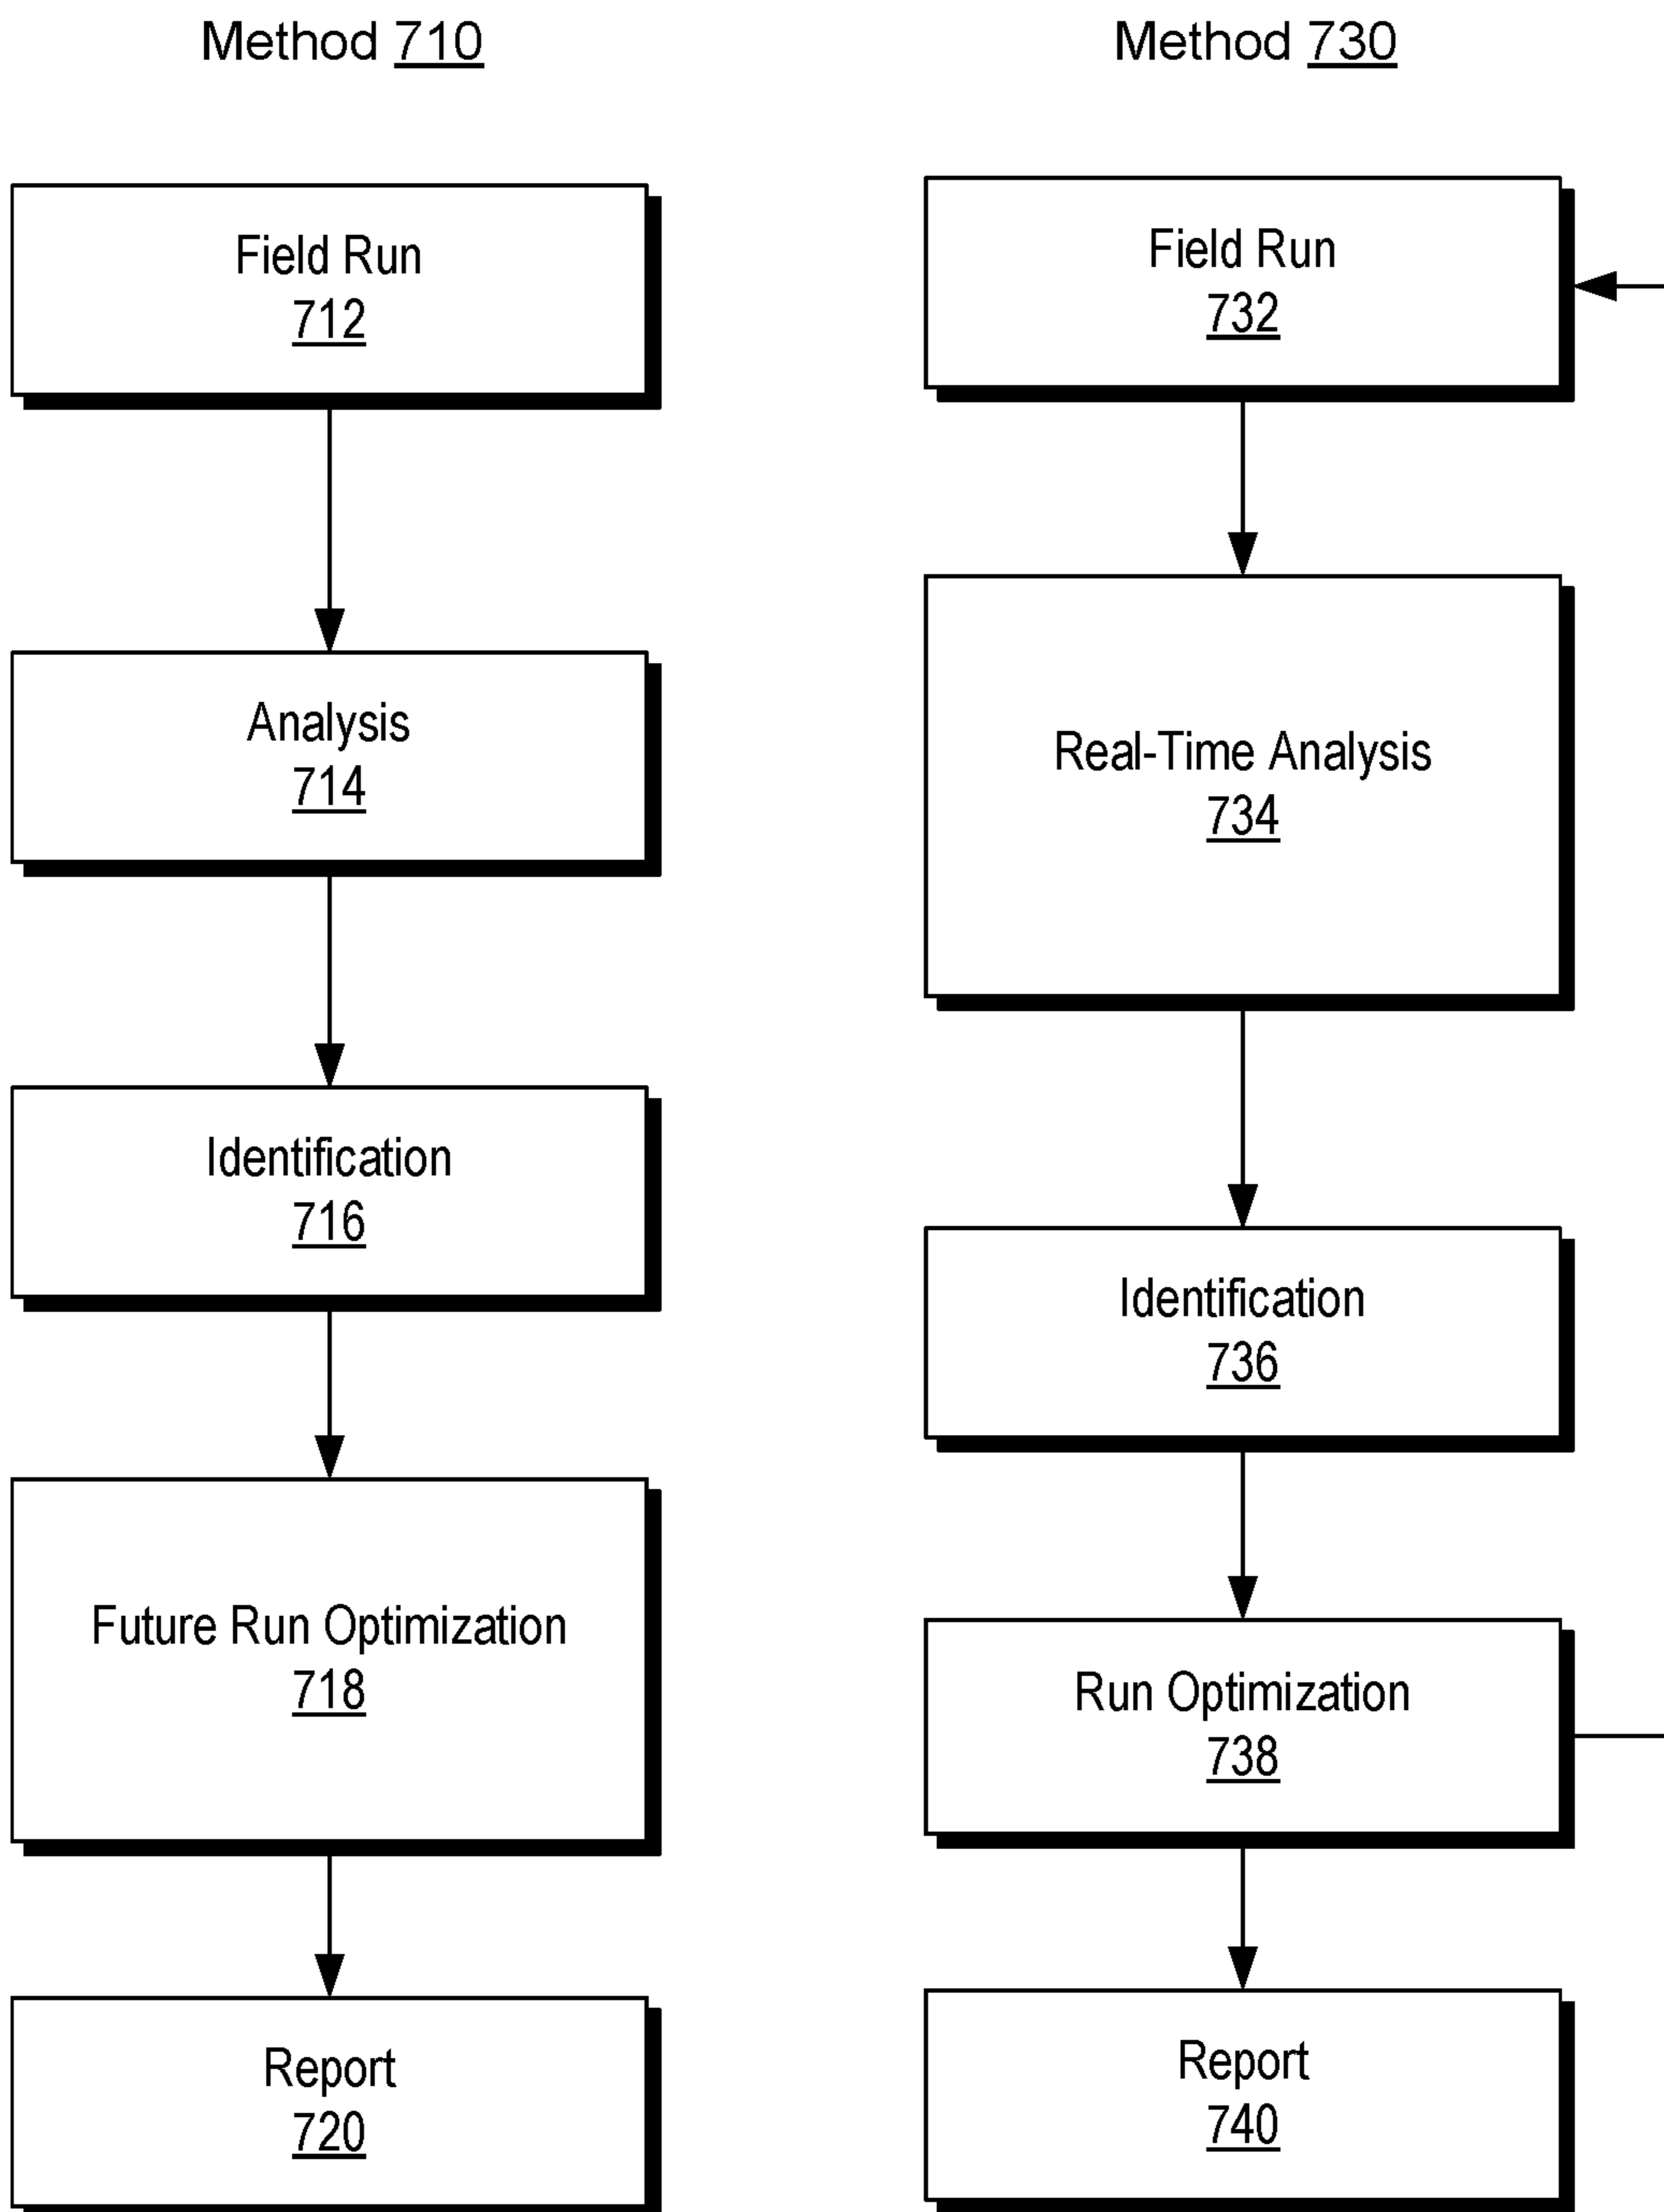 Method 710
Field Run
712
Analysis
714
Identification
716
Future Run Optimization
718
Report
720
Method 730
Field Run
732
Real-Time Analysis
734
Identification
736
Run Optimization
738
Report
740